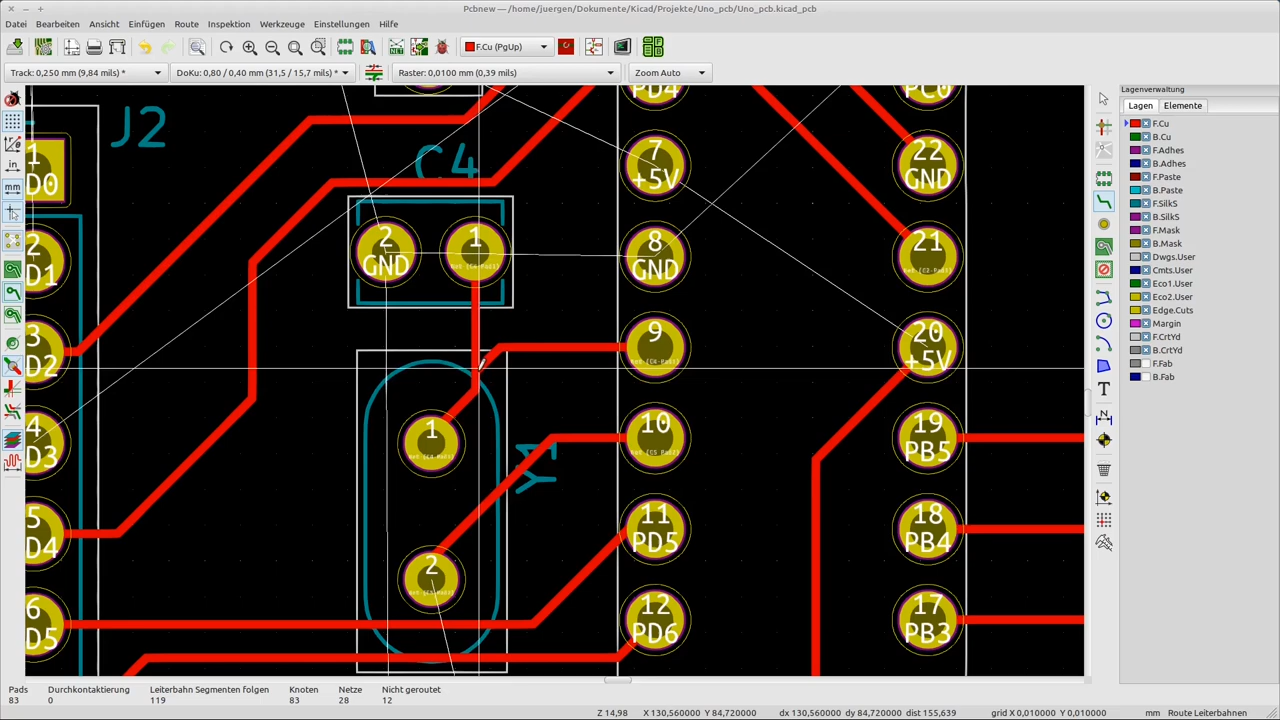 Pcbnew — /home/juergen/Dokumente/Kicad/Projekte/Uno_pcb/Uno_pcb.kicad_pcb
Datei Bearbeiten Ansicht Einfügen Route Inspektion Werkzeuge Einstellungen Hilfe
F.Cu (PgUp)
Track: 0,250 mm (9,84 mils) * DoKu: 0,80 / 0,40 mm (31,5 / 15,7 mils) * Raster: 0,0100 mm (0,39 mils) Zoom Auto
Lagenverwaltung
Lagen Elemente
F.Cu
B.Cu
F.Adhes
B.Adhes
F.Paste
B.Paste
F.SilkS
B.SilkS
F.Mask
B.Mask
Dwgs.User
Cmts.User
Eco1.User
Eco2.User
Edge.Cuts
Margin
F.CrtYd
B.CrtYd
F.Fab
B.Fab
in
mm
J2
1
D0
2
D1
3
D2
4
D3
5
D4
6
D5
C4
2
GND
1
Y1
1
2
PD4
7
+5V
8
GND
9
10
11
PD5
12
PD6
PC0
22
GND
21
20
+5V
19
PB5
18
PB4
17
PB3
Pads Durchkontaktierung Leiterbahn Segmenten folgen Knoten Netze Nicht geroutet
83 0 119 83 28 12
Z 14,98 X 130,560000 Y 84,720000 dx 130,560000 dy 84,720000 dist 155,639 grid X 0,010000 Y 0,010000 mm Route Leiterbahnen